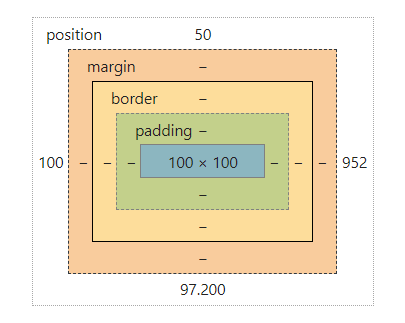 position 50
margin –
border –
padding –
100 – – – 100 × 100 – – – 952
–
–
–
97.200